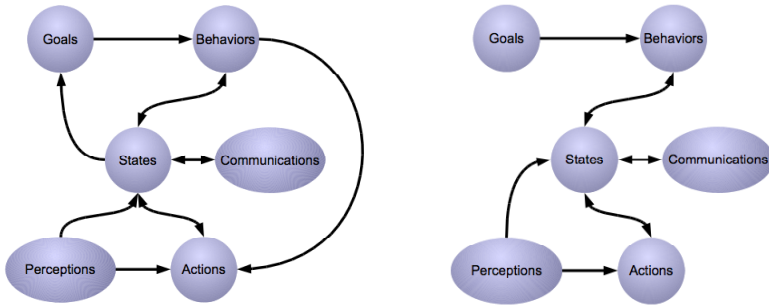 Goals
Behaviors
States
Communications
Perceptions
Actions
Goals
Behaviors
States
Communications
Perceptions
Actions